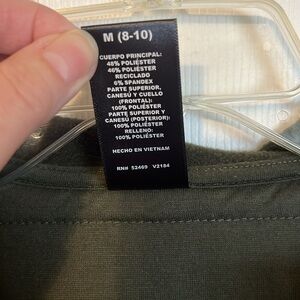 M (8-10)
CUERPO PRINCIPAL:
48% POLIÉSTER
46% POLIÉSTER
RECICLADO
6% SPANDEX
PARTE SUPERIOR,
CANESÚ Y CUELLO
(FRONTAL):
100% POLIÉSTER
PARTE SUPERIOR Y
CANESÚ (POSTERIOR):
100% POLIÉSTER
RELLENO:
100% POLIÉSTER
HECHO EN VIETNAM
RN# 52469 V2184